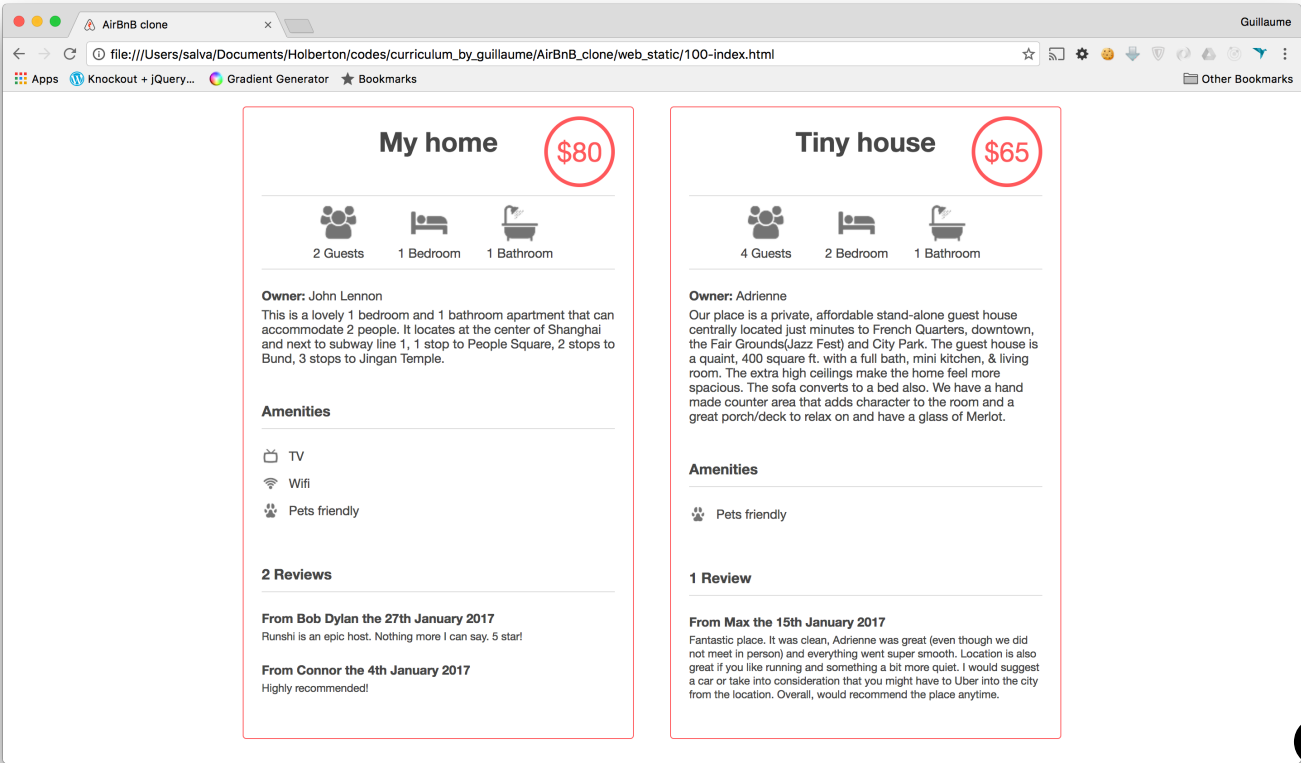 AirBnB clone
Guillaume
file:///Users/salva/Documents/Holberton/codes/curriculum_by_guillaume/AirBnB_clone/web_static/100-index.html
Apps Knockout + jQuery... Gradient Generator Bookmarks Other Bookmarks
My home
$80
2 Guests 1 Bedroom 1 Bathroom
Owner: John Lennon
This is a lovely 1 bedroom and 1 bathroom apartment that can
accommodate 2 people. It locates at the center of Shanghai
and next to subway line 1, 1 stop to People Square, 2 stops to
Bund, 3 stops to Jingan Temple.
Amenities
TV
Wifi
Pets friendly
2 Reviews
From Bob Dylan the 27th January 2017
Runshi is an epic host. Nothing more I can say. 5 star!
From Connor the 4th January 2017
Highly recommended!
Tiny house
$65
4 Guests 2 Bedroom 1 Bathroom
Owner: Adrienne
Our place is a private, affordable stand-alone guest house
centrally located just minutes to French Quarters, downtown,
the Fair Grounds(Jazz Fest) and City Park. The guest house is
a quaint, 400 square ft. with a full bath, mini kitchen, & living
room. The extra high ceilings make the home feel more
spacious. The sofa converts to a bed also. We have a hand
made counter area that adds character to the room and a
great porch/deck to relax on and have a glass of Merlot.
Amenities
Pets friendly
1 Review
From Max the 15th January 2017
Fantastic place. It was clean, Adrienne was great (even though we did
not meet in person) and everything went super smooth. Location is also
great if you like running and something a bit more quiet. I would suggest
a car or take into consideration that you might have to Uber into the city
from the location. Overall, would recommend the place anytime.